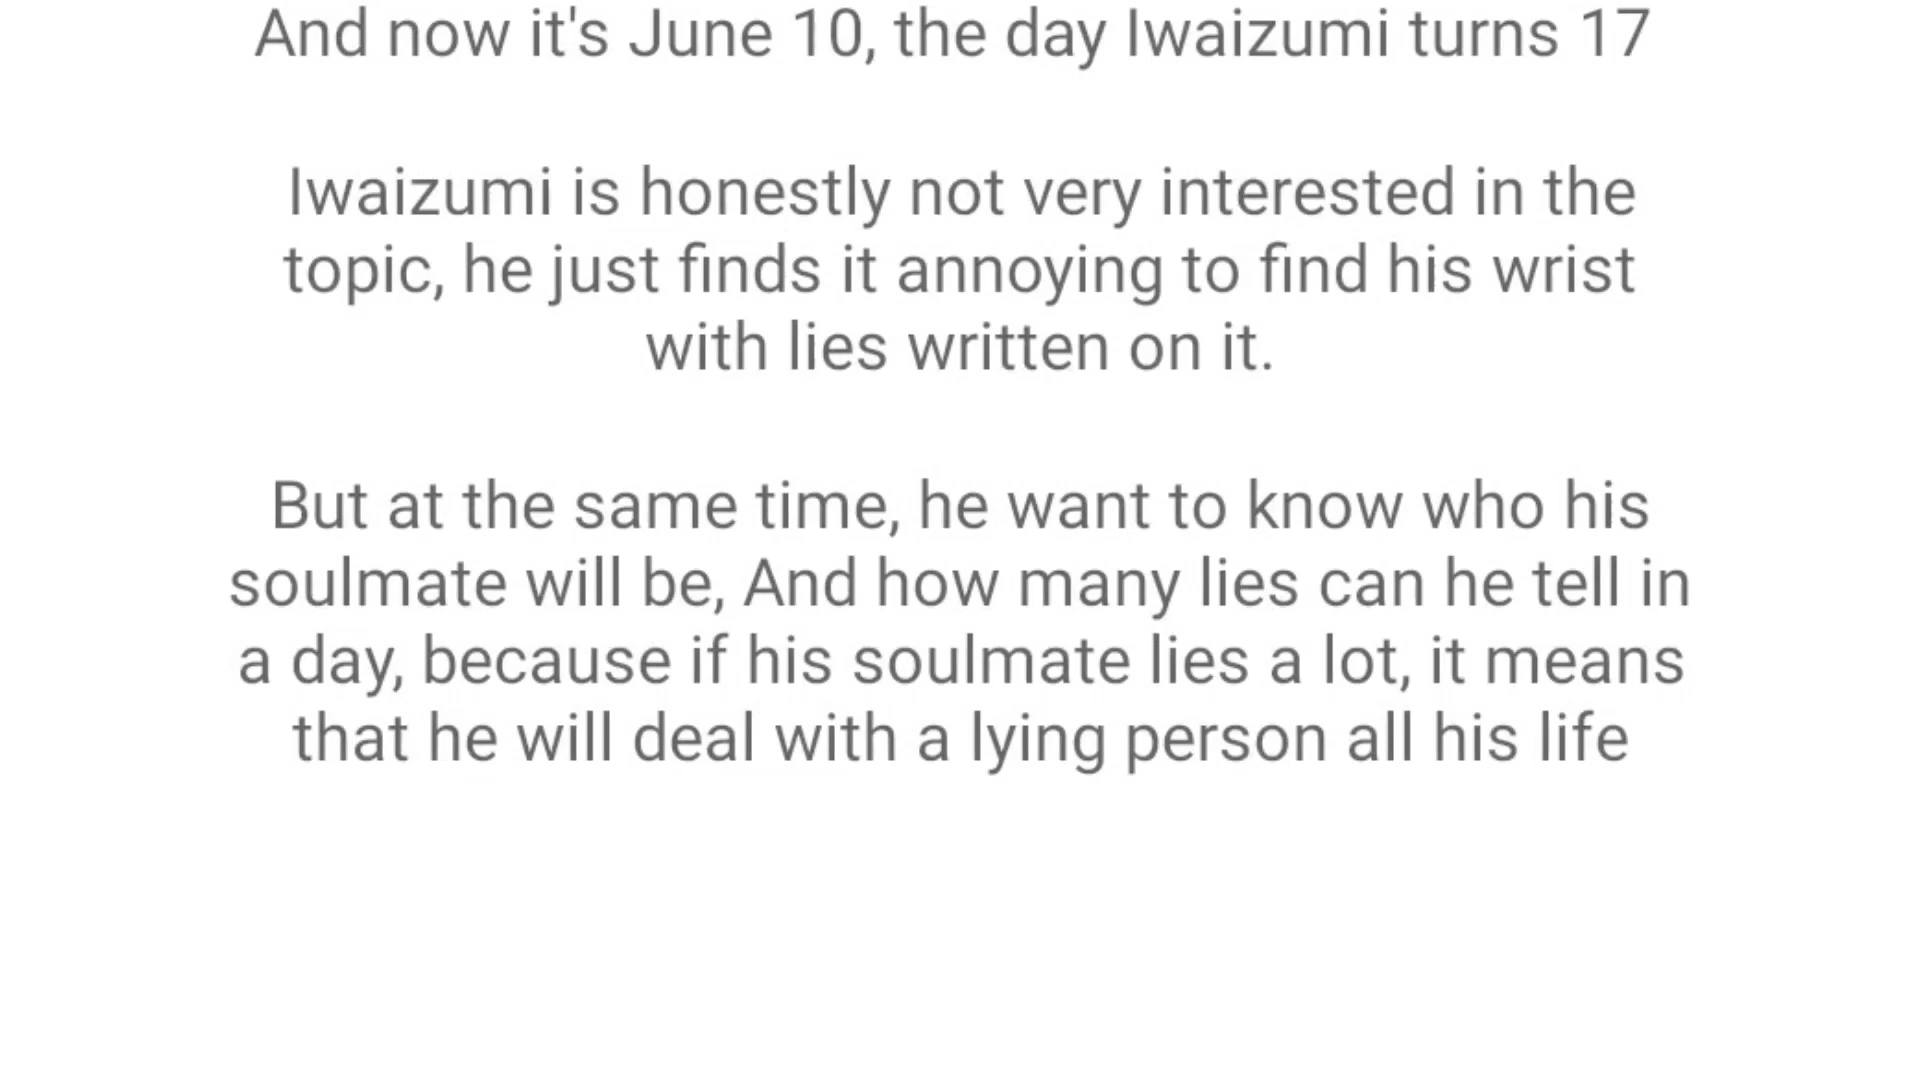 And now it's June 10, the day Iwaizumi turns 17
Iwaizumi is honestly not very interested in the
topic, he just finds it annoying to find his wrist
with lies written on it.
But at the same time, he want to know who his
soulmate will be, And how many lies can he tell in
a day, because if his soulmate lies a lot, it means
that he will deal with a lying person all his life